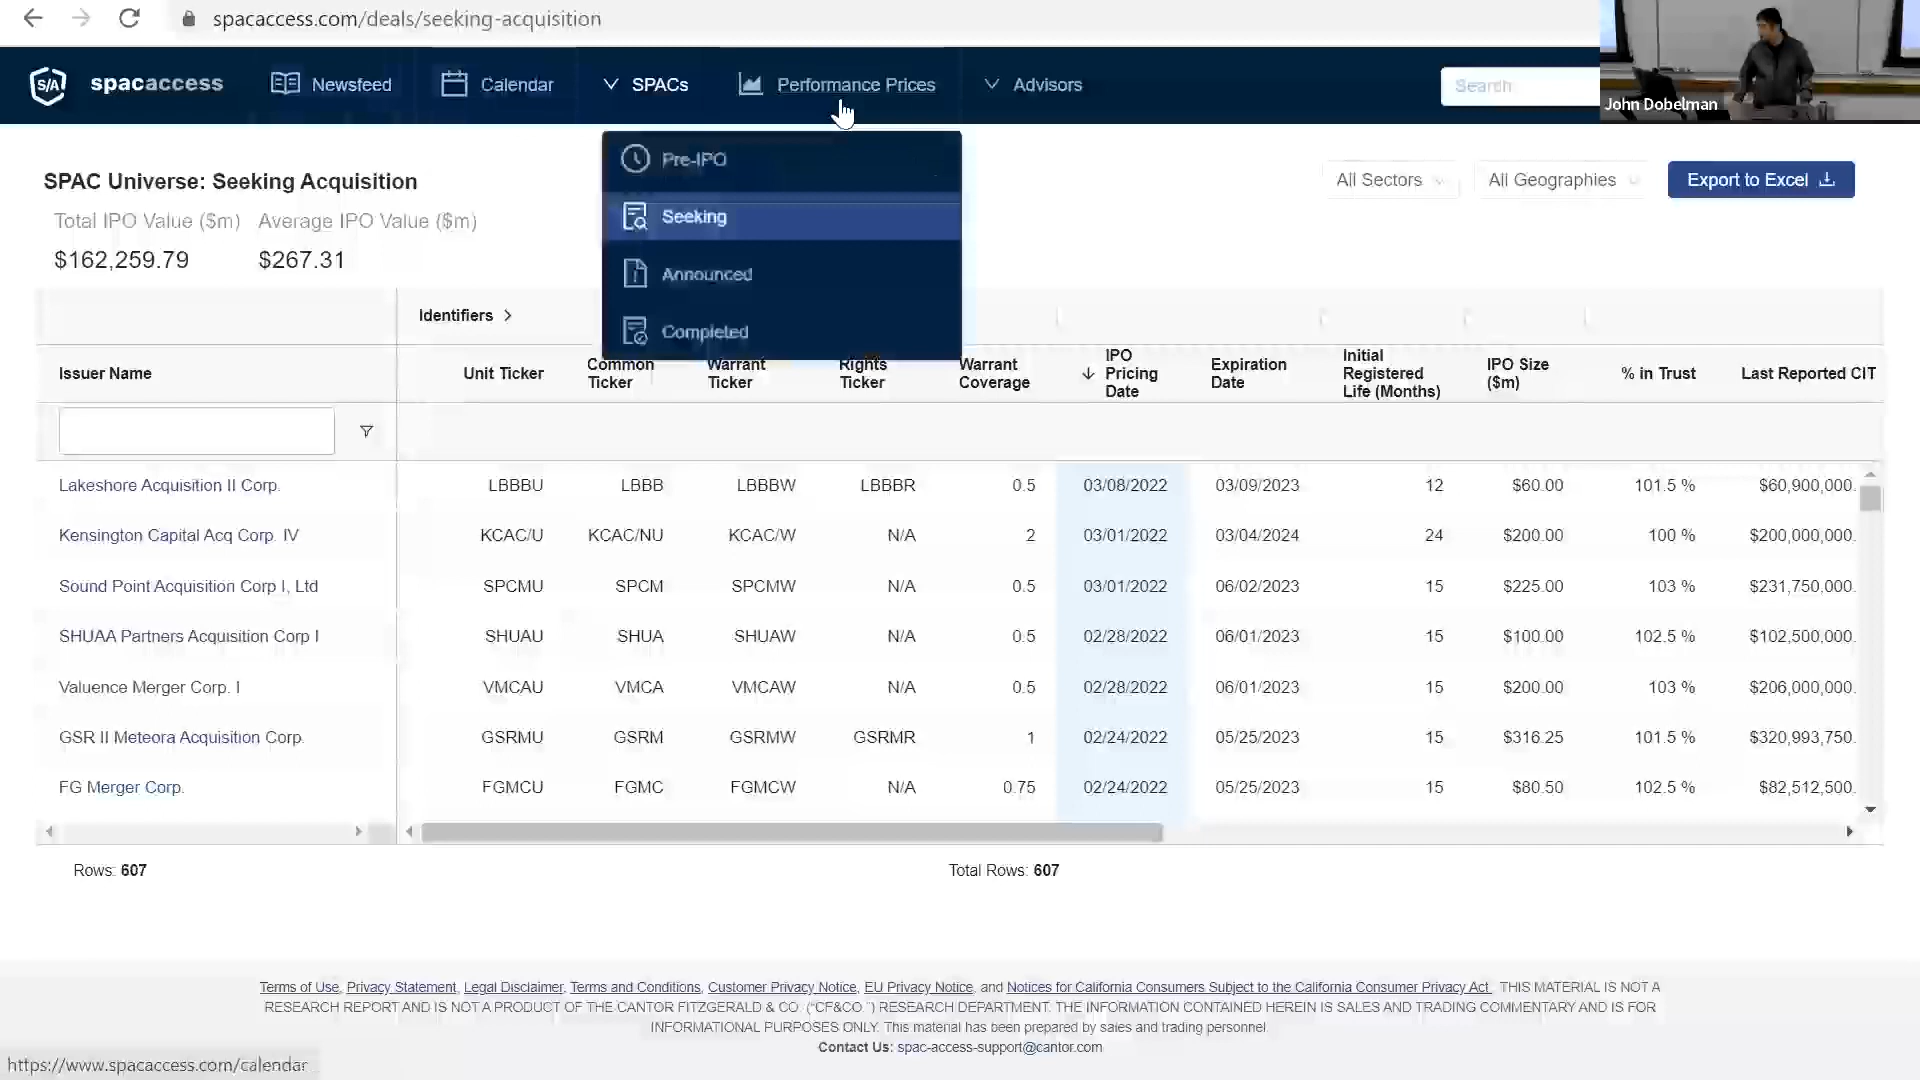 spacaccess.com/deals/seeking-acquisition
S/A spacaccess Newsfeed Calendar SPACs Performance Prices Advisors Search
John Dobelman
Pre-IPO
Seeking
Announced
Completed
SPAC Universe: Seeking Acquisition
All Sectors All Geographies Export to Excel
Total IPO Value ($m) Average IPO Value ($m)
$162,259.79 $267.31
Identifiers
Issuer Name Unit Ticker Common Ticker Warrant Ticker Rights Ticker Warrant Coverage IPO Pricing Date Expiration Date Initial Registered Life (Months) IPO Size ($m) % in Trust Last Reported CIT
Lakeshore Acquisition II Corp. LBBBU LBBB LBBBW LBBBR 0.5 03/08/2022 03/09/2023 12 $60.00 101.5 % $60,900,000.
Kensington Capital Acq Corp. IV KCAC/U KCAC/NU KCAC/W N/A 2 03/01/2022 03/04/2024 24 $200.00 100 % $200,000,000.
Sound Point Acquisition Corp I, Ltd SPCMU SPCM SPCMW N/A 0.5 03/01/2022 06/02/2023 15 $225.00 103 % $231,750,000.
SHUAA Partners Acquisition Corp I SHUAU SHUA SHUAW N/A 0.5 02/28/2022 06/01/2023 15 $100.00 102.5 % $102,500,000.
Valuence Merger Corp. I VMCAU VMCA VMCAW N/A 0.5 02/28/2022 06/01/2023 15 $200.00 103 % $206,000,000.
GSR II Meteora Acquisition Corp. GSRMU GSRM GSRMW GSRMR 1 02/24/2022 05/25/2023 15 $316.25 101.5 % $320,993,750.
FG Merger Corp. FGMCU FGMC FGMCW N/A 0.75 02/24/2022 05/25/2023 15 $80.50 102.5 % $82,512,500.
Rows: 607 Total Rows: 607
Terms of Use, Privacy Statement, Legal Disclaimer, Terms and Conditions, Customer Privacy Notice, EU Privacy Notice, and Notices for California Consumers Subject to the California Consumer Privacy Act. THIS MATERIAL IS NOT A
RESEARCH REPORT AND IS NOT A PRODUCT OF THE CANTOR FITZGERALD & CO. ("CF&CO.") RESEARCH DEPARTMENT. THE INFORMATION CONTAINED HEREIN IS SALES AND TRADING COMMENTARY AND IS FOR
INFORMATIONAL PURPOSES ONLY. This material has been prepared by sales and trading personnel
Contact Us: spac-access-support@cantor.com
https://www.spacaccess.com/calendar